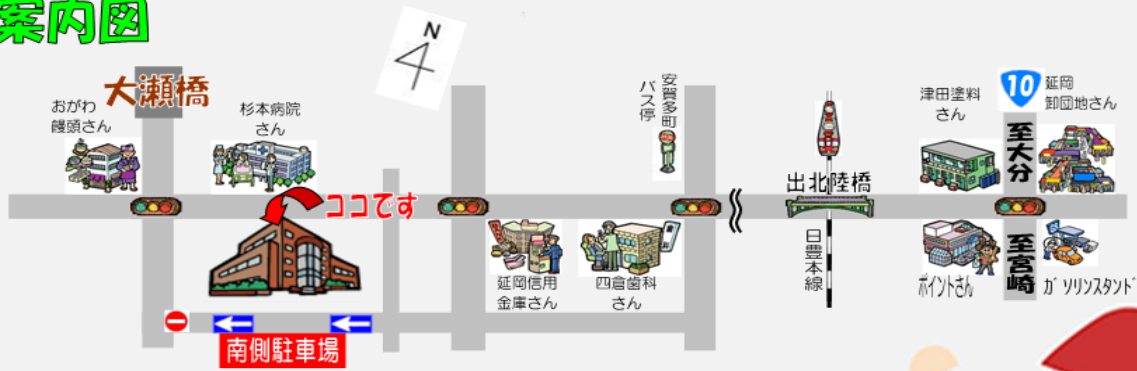 案内図
N
大瀬橋
おがわ
饅頭さん
杉本病院
さん
ココです
安賀多町
バス停
出北陸橋
日豊本線
津田塗料
さん
10
延岡
卸団地さん
至大分
至宮崎
延岡信用
金庫さん
四倉歯科
さん
ポイントさん
ガソリンスタンド
南側駐車場